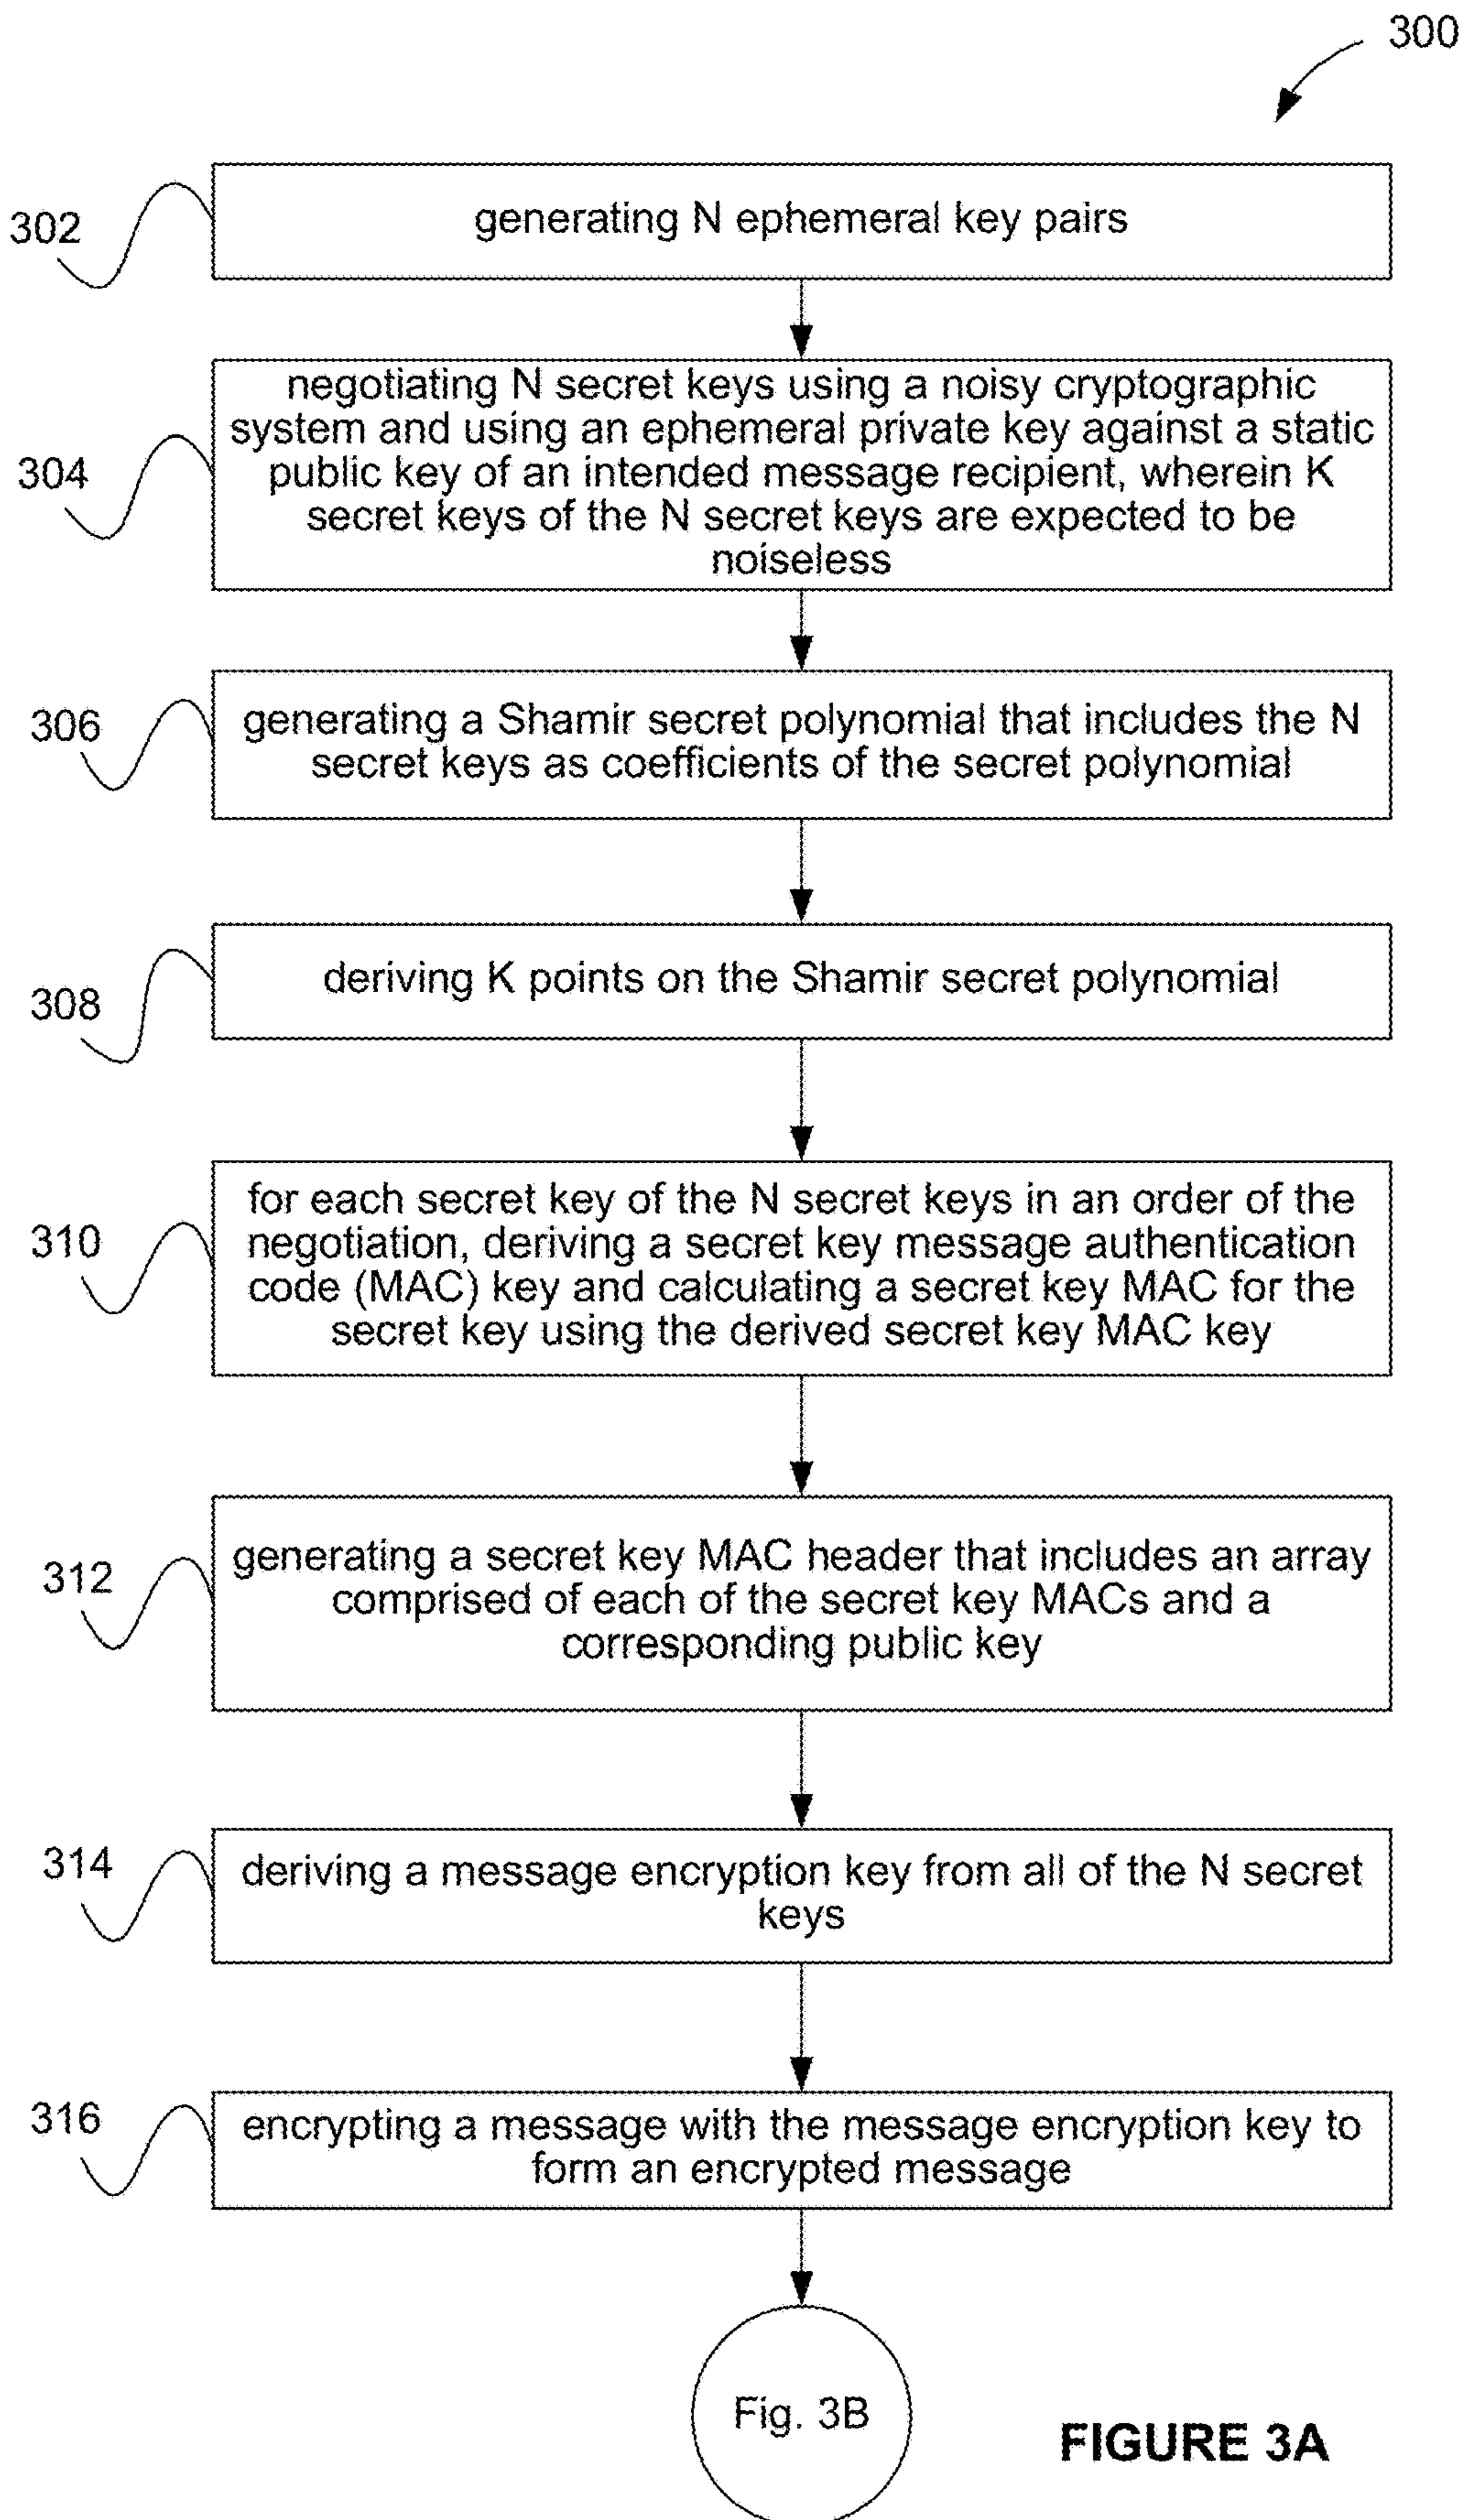 300
302
generating N ephemeral key pairs
304
negotiating N secret keys using a noisy cryptographic
system and using an ephemeral private key against a static
public key of an intended message recipient, wherein K
secret keys of the N secret keys are expected to be
noiseless
306
generating a Shamir secret polynomial that includes the N
secret keys as coefficients of the secret polynomial
308
deriving K points on the Shamir secret polynomial
310
for each secret key of the N secret keys in an order of the
negotiation, deriving a secret key message authentication
code (MAC) key and calculating a secret key MAC for the
secret key using the derived secret key MAC key
312
generating a secret key MAC header that includes an array
comprised of each of the secret key MACs and a
corresponding public key
314
deriving a message encryption key from all of the N secret
keys
316
encrypting a message with the message encryption key to
form an encrypted message
Fig. 3B
FIGURE 3A